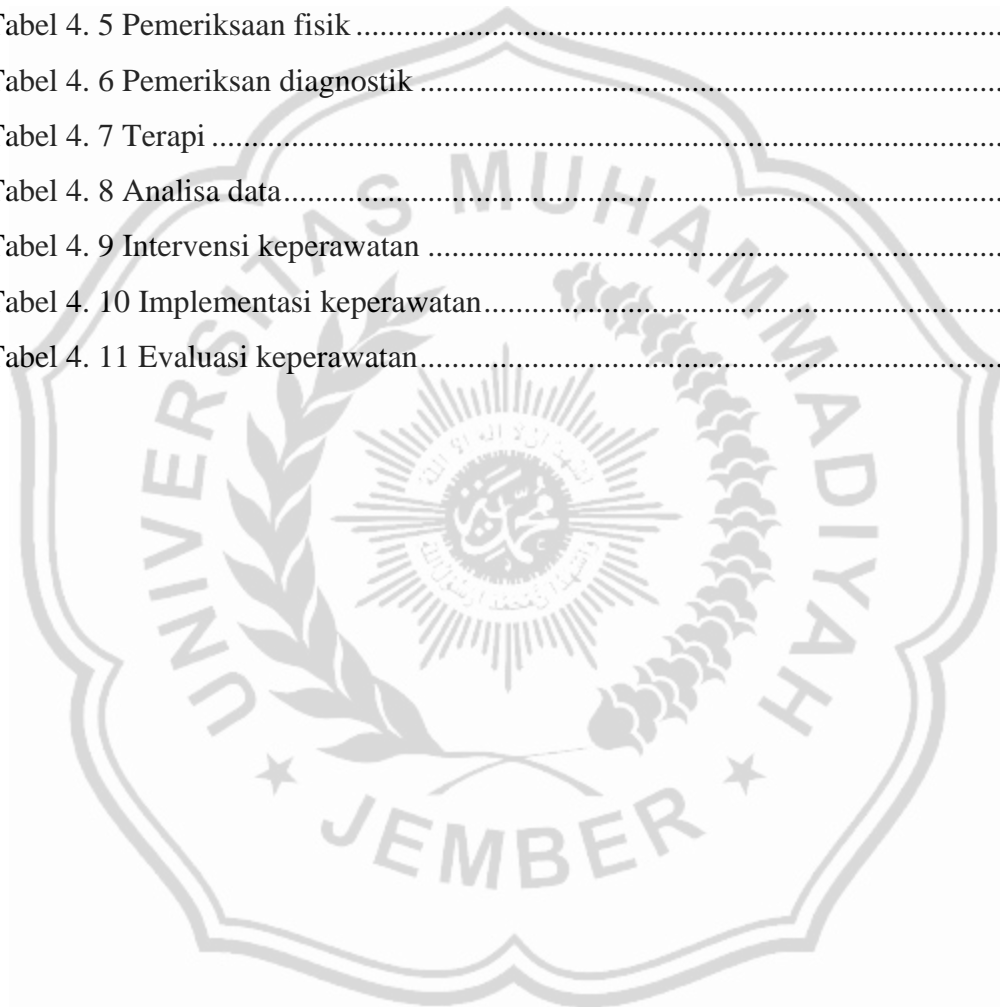 Tabel 4. 5 Pemeriksaan fisik................................................................................
Tabel 4. 6 Pemeriksan diagnostik........................................................................
Tabel 4. 7 Terapi..................................................................................................
Tabel 4. 8 Analisa data.........................................................................................
Tabel 4. 9 Intervensi keperawatan.......................................................................
Tabel 4. 10 Implementasi keperawatan................................................................
Tabel 4. 11 Evaluasi keperawatan........................................................................
UNIVERSITAS MUHAMMADIYAH
JEMBER